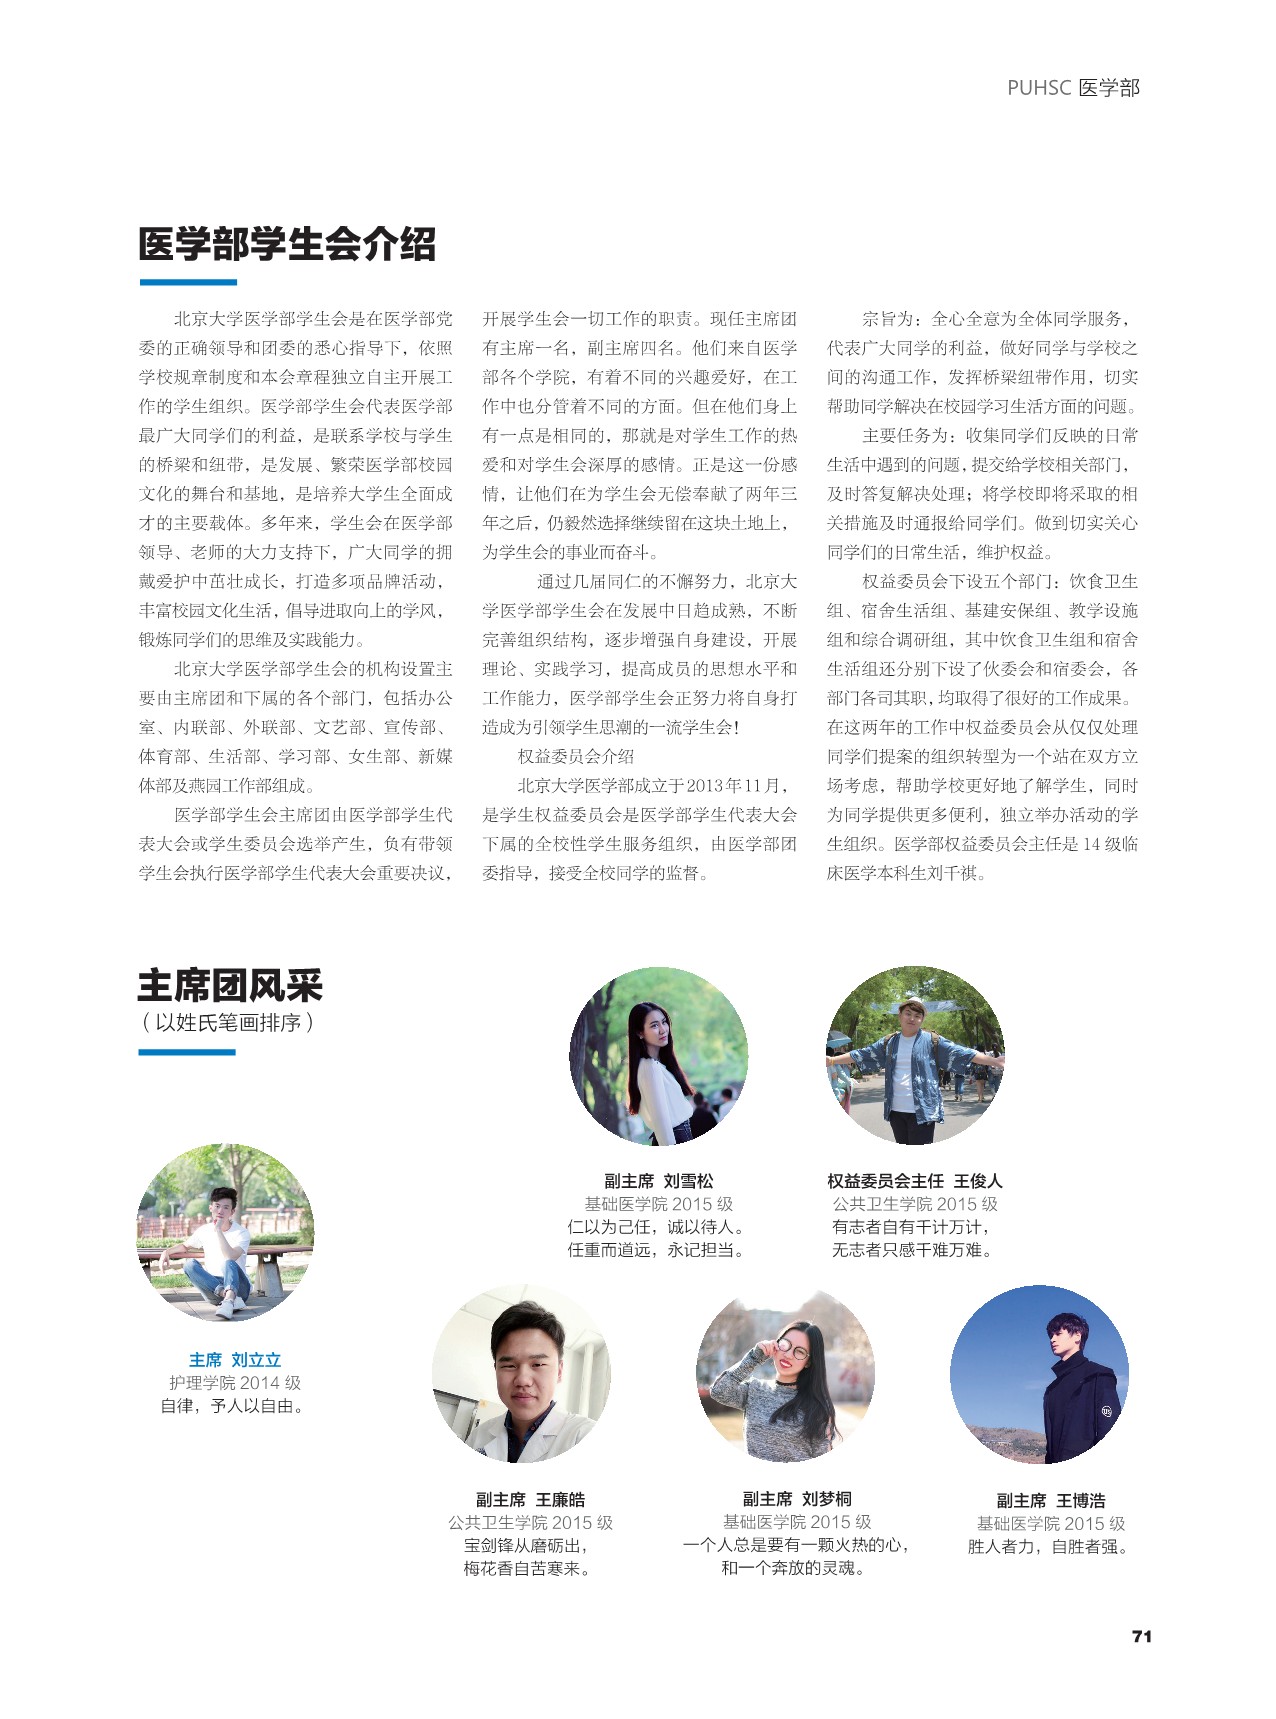 PUHSC 医学部
医学部学生会介绍
北京大学医学部学生会是在医学部党
委的正确领导和团委的悉心指导下，依照
学校规章制度和本会章程独立自主开展工
作的学生组织。医学部学生会代表医学部
最广大同学们的利益，是联系学校与学生
的桥梁和纽带，是发展、繁荣医学部校园
文化的舞台和基地，是培养大学生全面成
才的主要载体。多年来，学生会在医学部
领导、老师的大力支持下，广大同学的拥
戴爱护中茁壮成长，打造多项品牌活动，
丰富校园文化生活，倡导进取向上的学风，
锻炼同学们的思维及实践能力。
北京大学医学部学生会的机构设置主
要由主席团和下属的各个部门，包括办公
室、内联部、外联部、文艺部、宣传部、
体育部、生活部、学习部、女生部、新媒
体部及燕园工作部组成。
医学部学生会主席团由医学部学生代
表大会或学生委员会选举产生，负有带领
学生会执行医学部学生代表大会重要决议，
开展学生会一切工作的职责。现任主席团
有主席一名，副主席四名。他们来自医学
部各个学院，有着不同的兴趣爱好，在工
作中也分管着不同的方面。但在他们身上
有一点是相同的，那就是对学生工作的热
爱和对学生会深厚的感情。正是这一份感
情，让他们在为学生会无偿奉献了两年三
年之后，仍毅然选择继续留在这块土地上，
为学生会的事业而奋斗。
通过几届同仁的不懈努力，北京大
学医学部学生会在发展中日趋成熟，不断
完善组织结构，逐步增强自身建设，开展
理论、实践学习，提高成员的思想水平和
工作能力，医学部学生会正努力将自身打
造成为引领学生思潮的一流学生会！
权益委员会介绍
北京大学医学部成立于2013年11月，
是学生权益委员会是医学部学生代表大会
下属的全校性学生服务组织，由医学部团
委指导，接受全校同学的监督。
宗旨为：全心全意为全体同学服务，
代表广大同学的利益，做好同学与学校之
间的沟通工作，发挥桥梁纽带作用，切实
帮助同学解决在校园学习生活方面的问题。
主要任务为：收集同学们反映的日常
生活中遇到的问题，提交给学校相关部门，
及时答复解决处理；将学校即将采取的相
关措施及时通报给同学们。做到切实关心
同学们的日常生活，维护权益。
权益委员会下设五个部门：饮食卫生
组、宿舍生活组、基建安保组、教学设施
组和综合调研组，其中饮食卫生组和宿舍
生活组还分别下设了伙委会和宿委会，各
部门各司其职，均取得了很好的工作成果。
在这两年的工作中权益委员会从仅仅处理
同学们提案的组织转型为一个站在双方立
场考虑，帮助学校更好地了解学生，同时
为同学提供更多便利，独立举办活动的学
生组织。医学部权益委员会主任是 14 级临
床医学本科生刘千祺。
主席团风采
（以姓氏笔画排序）
副主席 刘雪松
基础医学院 2015 级
仁以为己任，诚以待人。
任重而道远，永记担当。
权益委员会主任 王俊人
公共卫生学院 2015 级
有志者自有千计万计，
无志者只感千难万难。
主席 刘立立
护理学院 2014 级
自律，予人以自由。
副主席 王廉皓
公共卫生学院 2015 级
宝剑锋从磨砺出，
梅花香自苦寒来。
副主席 刘梦桐
基础医学院 2015 级
一个人总是要有一颗火热的心，
和一个奔放的灵魂。
副主席 王博浩
基础医学院 2015 级
胜人者力，自胜者强。
71